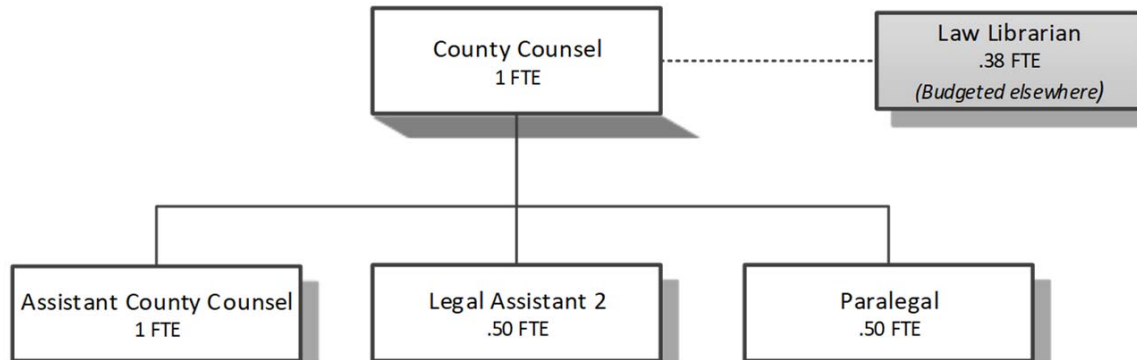 County Counsel
1 FTE
Law Librarian
.38 FTE
(Budgeted elsewhere)
Assistant County Counsel
1 FTE
Legal Assistant 2
.50 FTE
Paralegal
.50 FTE